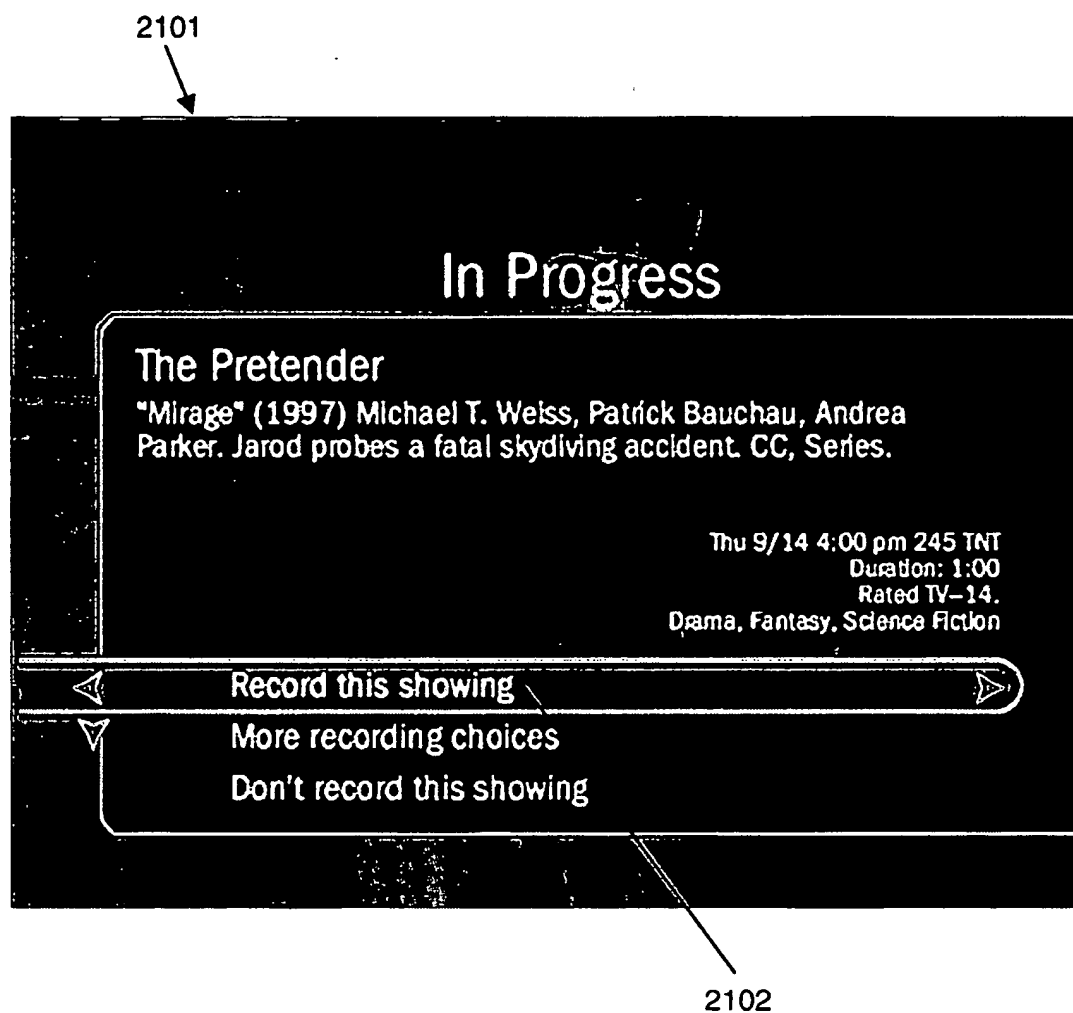 2101
In Progress
The Pretender
"Mirage" (1997) Michael T. Weiss, Patrick Bauchau, Andrea
Parker. Jarod probes a fatal skydiving accident. CC, Series.
Thu 9/14 4:00 pm 245 TNT
Duration: 1:00
Rated TV-14.
Drama, Fantasy, Science Fiction
Record this showing
More recording choices
Don't record this showing
2102